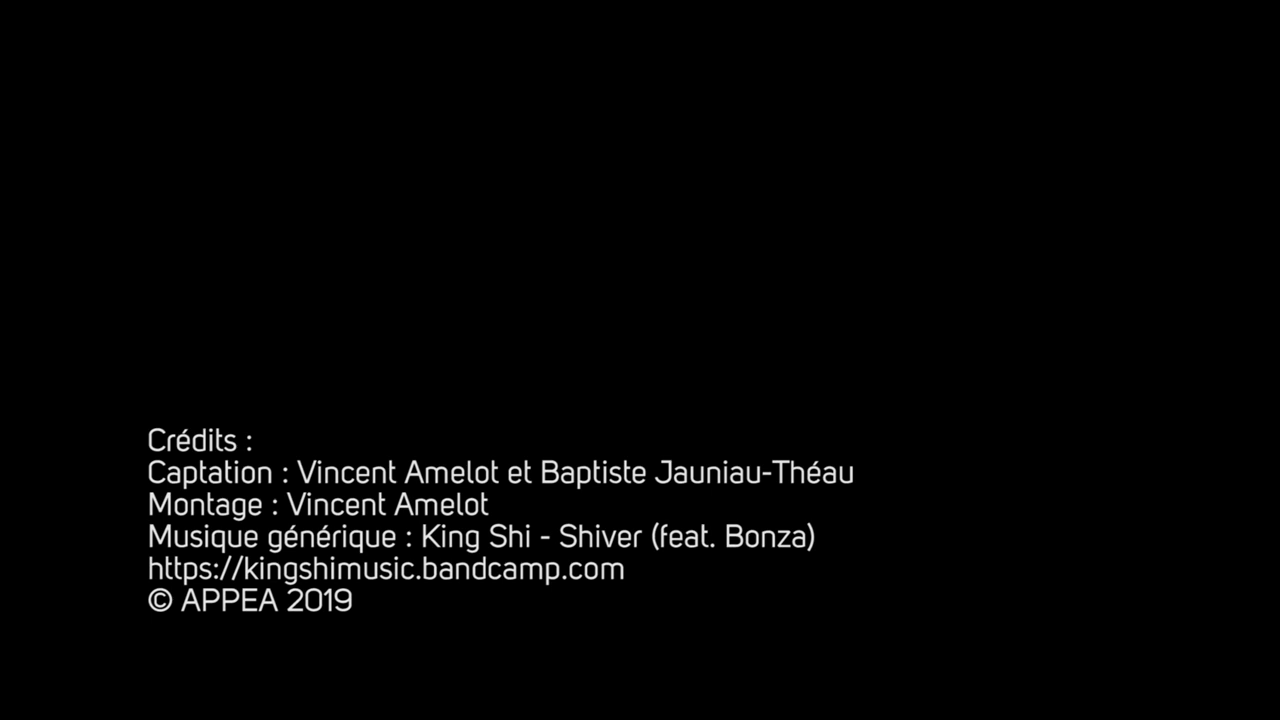 Crédits :
Captation : Vincent Amelot et Baptiste Jauniau-Théau
Montage : Vincent Amelot
Musique générique : King Shi - Shiver (feat. Bonza)
https://kingshimusic.bandcamp.com
© APPEA 2019